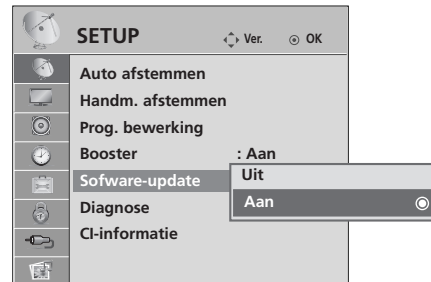 SETUP Ver. OK
Auto afstemmen
Handm. afstemmen
Prog. bewerking
Booster : Aan
Sofware-update Uit
Diagnose Aan
CI-informatie